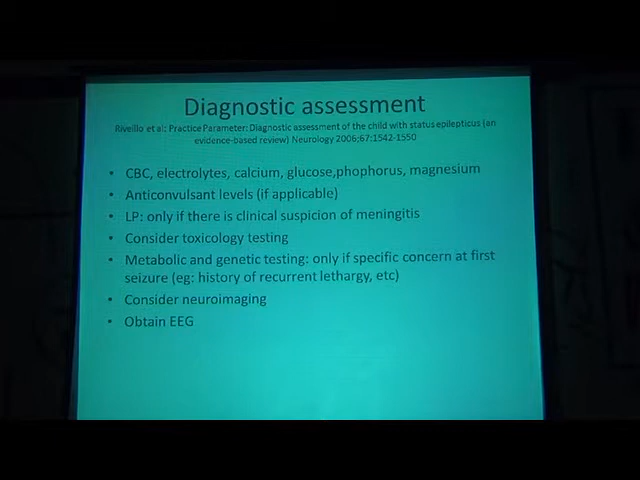 Diagnostic assessment
Riveillo et al: Practice Parameter: Diagnostic assessment of the child with status epilepticus (an
evidence-based review) Neurology 2006;67:1542-1550
• CBC, electrolytes, calcium, glucose,phophorus, magnesium
• Anticonvulsant levels (if applicable)
• LP: only if there is clinical suspicion of meningitis
• Consider toxicology testing
• Metabolic and genetic testing: only if specific concern at first
seizure (eg: history of recurrent lethargy, etc)
• Consider neuroimaging
• Obtain EEG